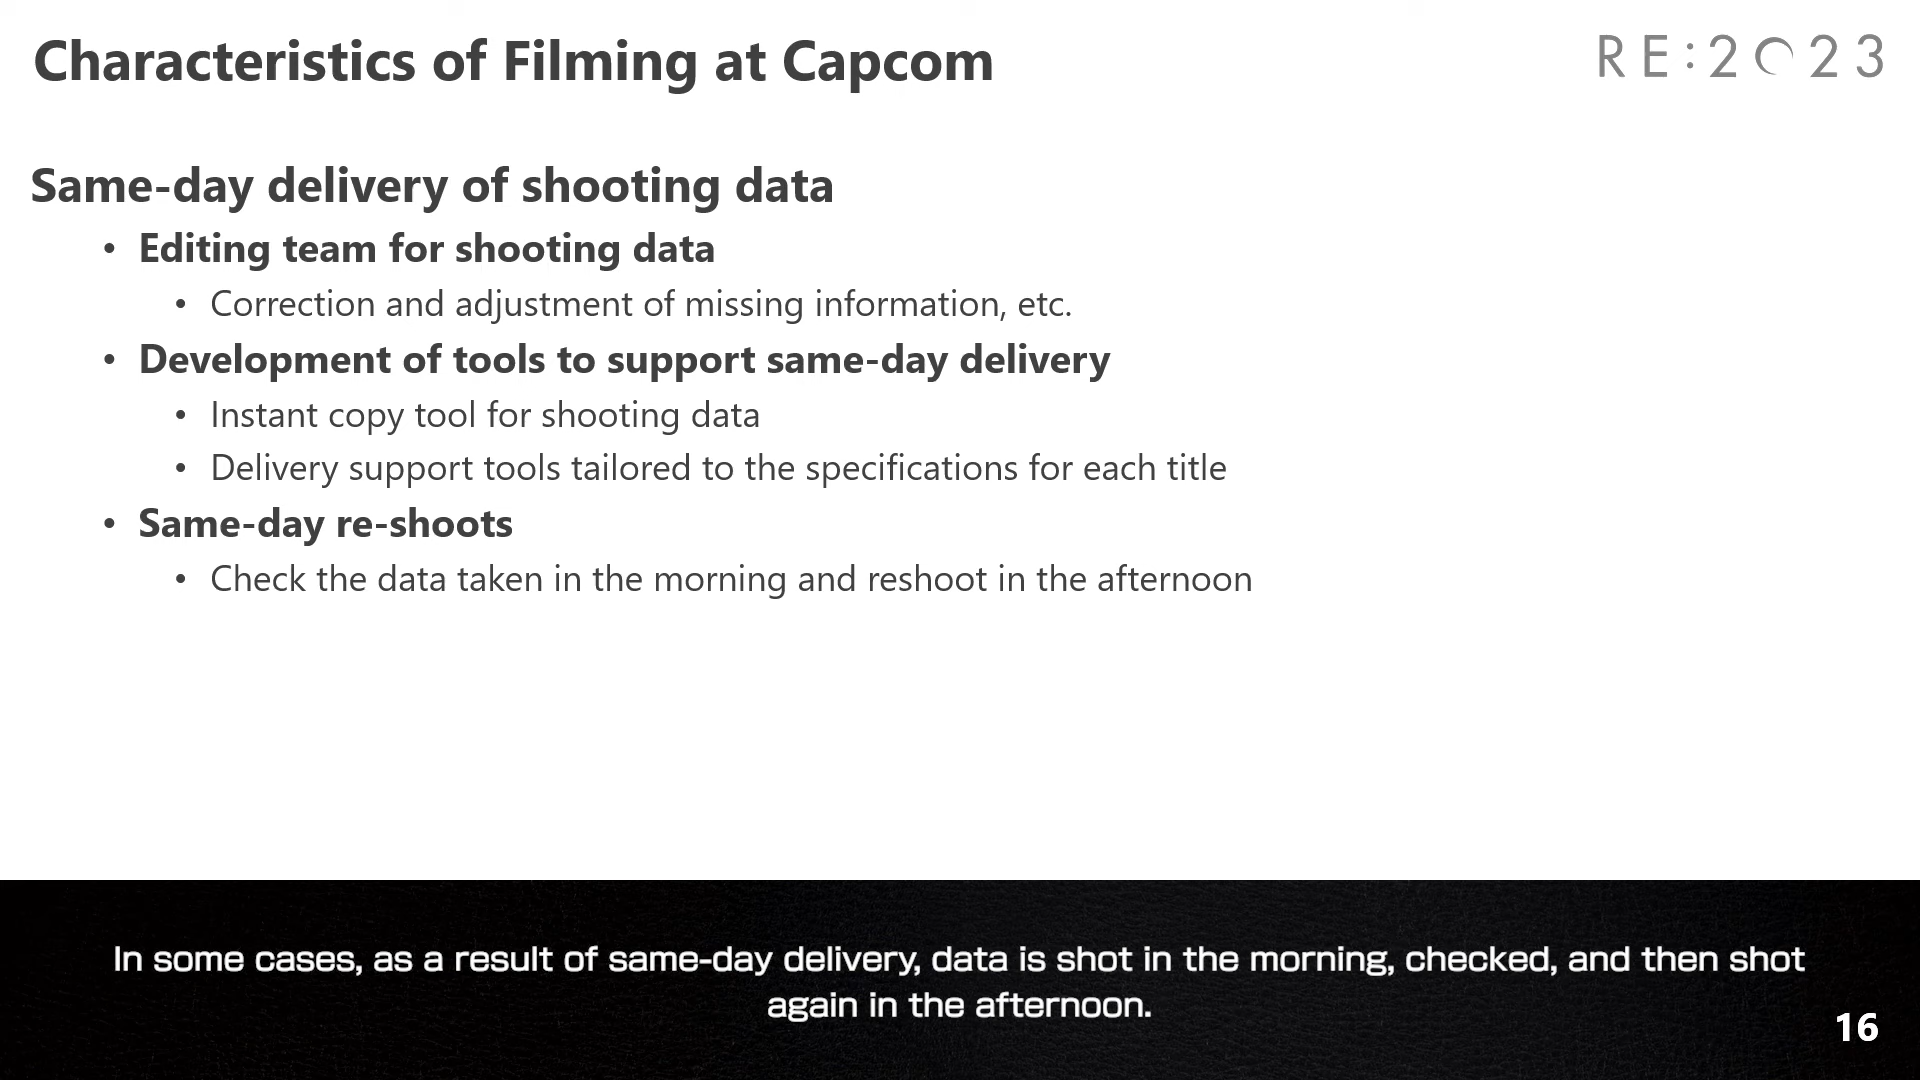 Characteristics of Filming at Capcom
RE:2023
Same-day delivery of shooting data
• Editing team for shooting data
• Correction and adjustment of missing information, etc.
• Development of tools to support same-day delivery
• Instant copy tool for shooting data
• Delivery support tools tailored to the specifications for each title
• Same-day re-shoots
• Check the data taken in the morning and reshoot in the afternoon
In some cases, as a result of same-day delivery, data is shot in the morning, checked, and then shot
again in the afternoon.
16